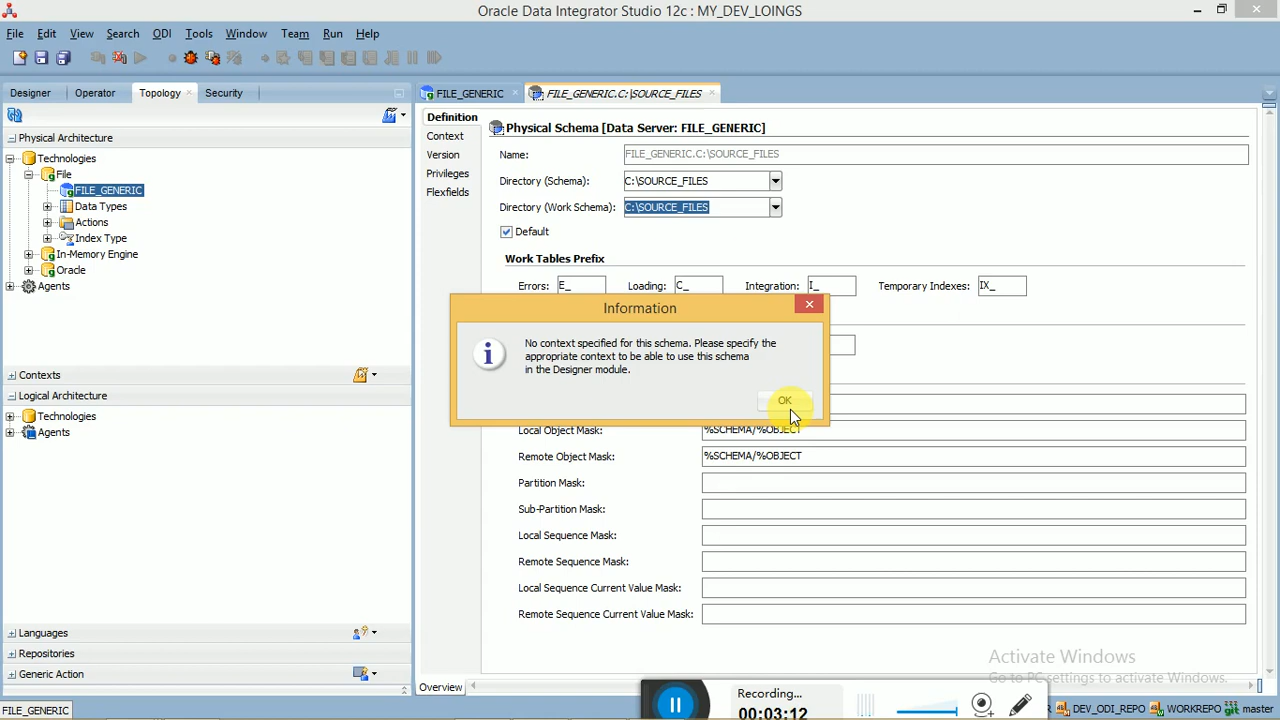 Oracle Data Integrator Studio 12c : MY_DEV_LOINGS
File Edit View Search ODI Tools Window Team Run Help
Designer Operator Topology Security
FILE_GENERIC FILE_GENERIC.C:\SOURCE_FILES
Physical Architecture
Technologies
File
FILE_GENERIC
Data Types
Actions
Index Type
In-Memory Engine
Oracle
Agents
Contexts
Logical Architecture
Technologies
Agents
Languages
Repositories
Generic Action
FILE_GENERIC
Definition
Context
Version
Privileges
Flexfields
Physical Schema [Data Server: FILE_GENERIC]
Name: FILE_GENERIC.C:\SOURCE_FILES
Directory (Schema): C:\SOURCE_FILES
Directory (Work Schema): C:\SOURCE_FILES
Default
Work Tables Prefix
Errors: E_ Loading: C_ Integration: I_ Temporary Indexes: IX_
Information
No context specified for this schema. Please specify the
appropriate context to be able to use this schema
in the Designer module.
OK
Local Object Mask: %SCHEMA/%OBJECT
Remote Object Mask: %SCHEMA/%OBJECT
Partition Mask:
Sub-Partition Mask:
Local Sequence Mask:
Remote Sequence Mask:
Local Sequence Current Value Mask:
Remote Sequence Current Value Mask:
Activate Windows
Go to PC settings to activate Windows.
Overview
Recording...
00:03:12
DEV_ODI_REPO WORKREPO git master